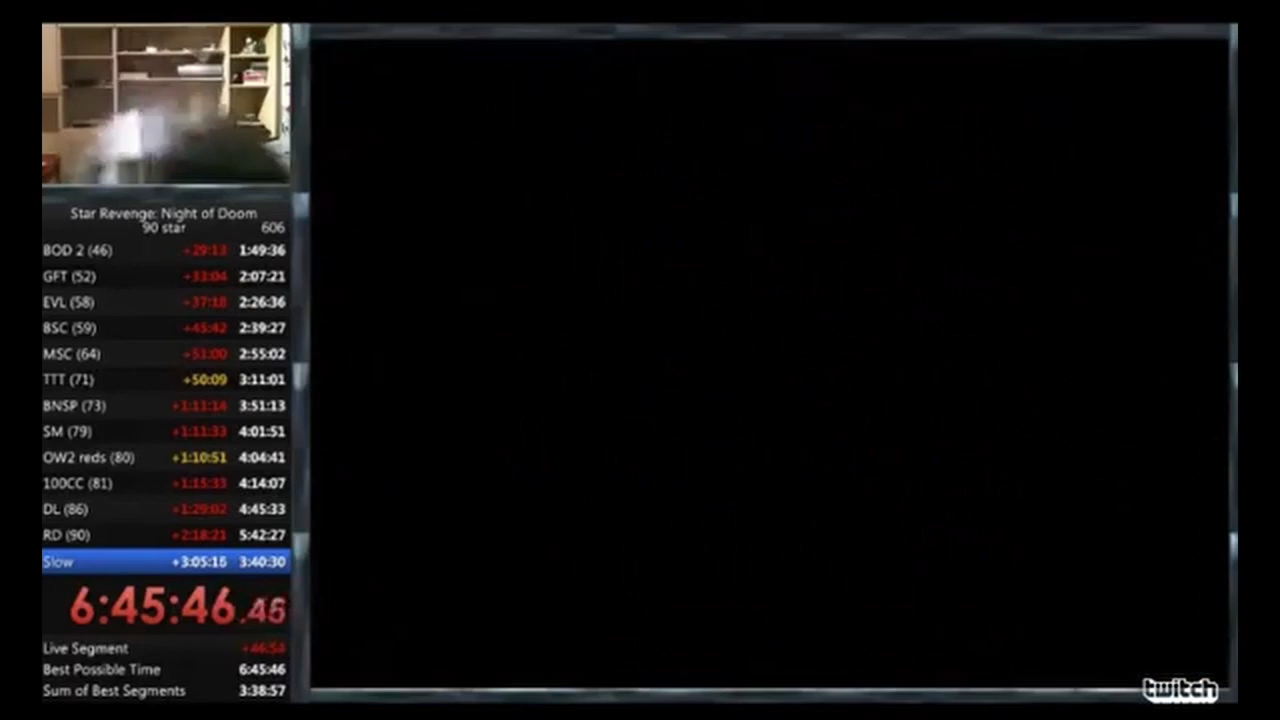 Star Revenge: Night of Doom
90 star 606
BOD 2 (46) +29:13 1:49:36
GFT (52) +33:04 2:07:21
EVL (58) +37:18 2:26:36
BSC (59) +45:42 2:39:27
MSC (64) +51:00 2:55:02
TTT (71) +50:09 3:11:01
BNSP (73) +1:11:14 3:51:13
SM (79) +1:11:33 4:01:51
OW2 reds (80) +1:10:51 4:04:41
100CC (81) +1:15:33 4:14:07
DL (86) +1:29:02 4:45:33
RD (90) +2:18:21 5:42:27
Slow +3:05:16 3:40:30
6:45:46.46
Live Segment +46:54
Best Possible Time 6:45:46
Sum of Best Segments 3:38:57
twitch